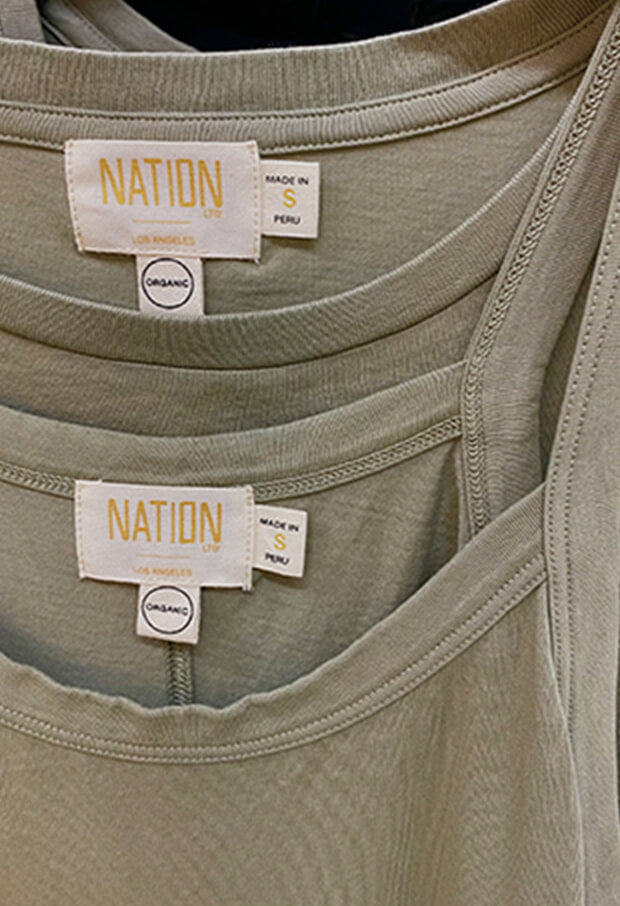 NATION
LTD
LOS ANGELES
MADE IN
S
PERU
ORGANIC
NATION
LTD
LOS ANGELES
MADE IN
S
PERU
ORGANIC